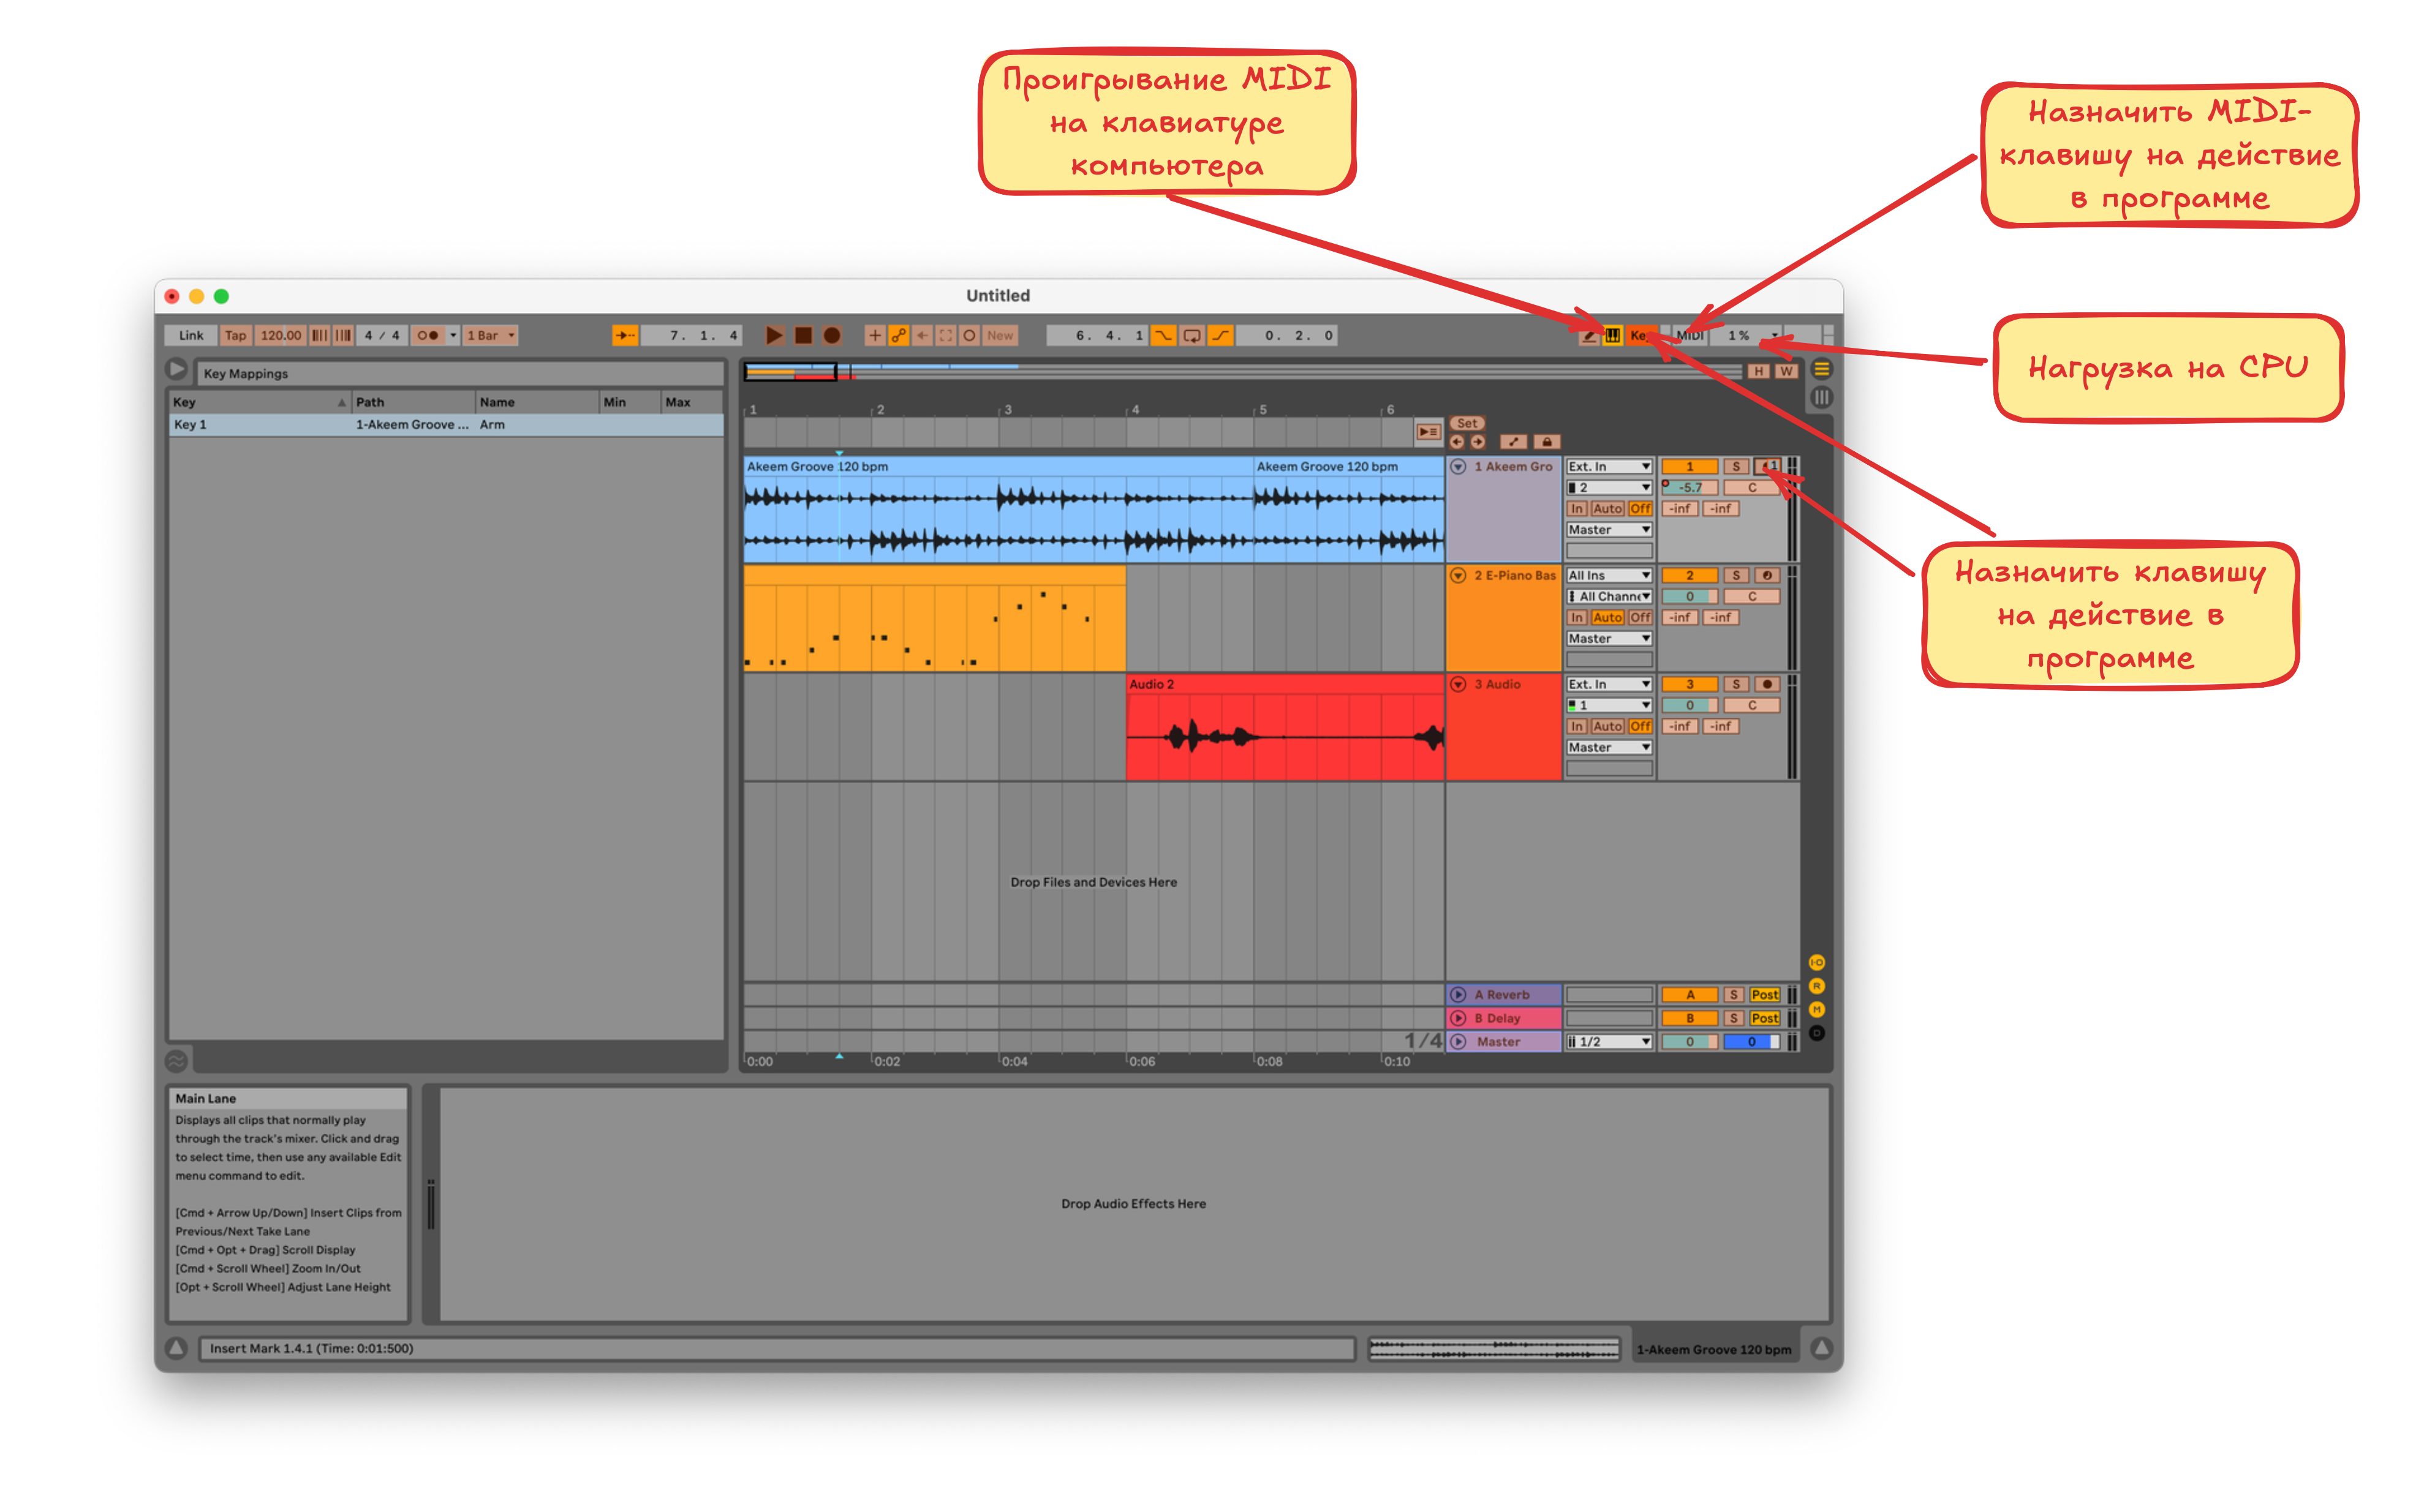 Проигрывание MIDI
на клавиатуре
компьютера
Назначить MIDI-
клавишу на действие
в программе
Нагрузка на CPU
Назначить клавишу
на действие в
программе
Untitled
Link Tap 120.00 4 / 4 1 Bar 7. 1. 4 New 6. 4. 1 0. 2. 0 MIDI 1 %
Key Mappings
H W
Key Path Name Min Max
Key 1 1-Akeem Groove ... Arm
1 2 3 4 5 6
Set
Akeem Groove 120 bpm Akeem Groove 120 bpm
1 Akeem Gro Ext. In 1 S 1
2 -5.7 C
In Auto Off -inf -inf
Master
2 E-Piano Bas All Ins 2 S
All Channe 0 C
In Auto Off -inf -inf
Master
Audio 2
3 Audio Ext. In 3 S
1 0 C
In Auto Off -inf -inf
Master
Drop Files and Devices Here
I·O
R
M
D
A Reverb A S Post
B Delay B S Post
1/4 Master 1/2 0 0
0:00 0:02 0:04 0:06 0:08 0:10
Main Lane
Displays all clips that normally play
through the track's mixer. Click and drag
to select time, then use any available Edit
menu command to edit.
[Cmd + Arrow Up/Down] Insert Clips from
Previous/Next Take Lane
[Cmd + Opt + Drag] Scroll Display
[Cmd + Scroll Wheel] Zoom In/Out
[Opt + Scroll Wheel] Adjust Lane Height
Drop Audio Effects Here
Insert Mark 1.4.1 (Time: 0:01:500)
1-Akeem Groove 120 bpm